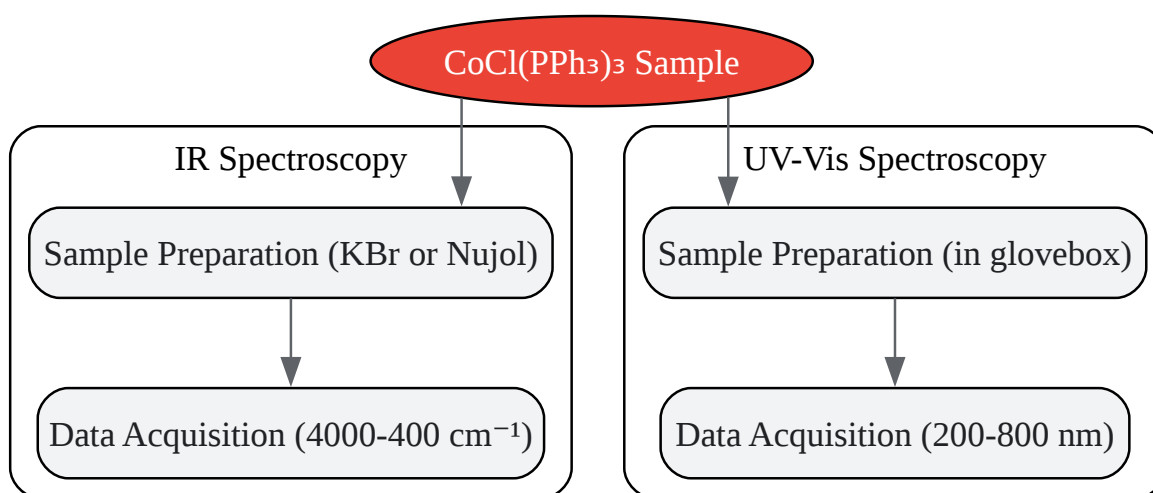 CoCl(PPh₃)₃ Sample
IR Spectroscopy
Sample Preparation (KBr or Nujol)
Data Acquisition (4000-400 cm⁻¹)
UV-Vis Spectroscopy
Sample Preparation (in glovebox)
Data Acquisition (200-800 nm)